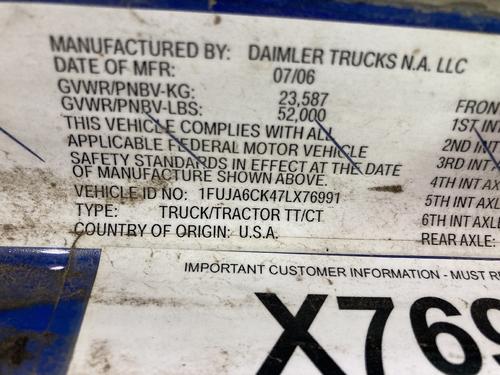 MANUFACTURED BY: DAIMLER TRUCKS N.A. LLC
DATE OF MFR: 07/06
GVWR/PNBV-KG: 23,587
GVWR/PNBV-LBS: 52,000
THIS VEHICLE COMPLIES WITH ALL
APPLICABLE FEDERAL MOTOR VEHICLE
SAFETY STANDARDS IN EFFECT AT THE DATE
OF MANUFACTURE SHOWN ABOVE.
VEHICLE ID NO: 1FUJA6CK47LX76991
TYPE: TRUCK/TRACTOR TT/CT
COUNTRY OF ORIGIN: U.S.A.
FRON
1ST INT
2ND INT
3RD INT A
4TH INT AXL
5TH INT AXL
6TH INT AXLE
REAR AXLE:
IMPORTANT CUSTOMER INFORMATION - MUST RE
X769